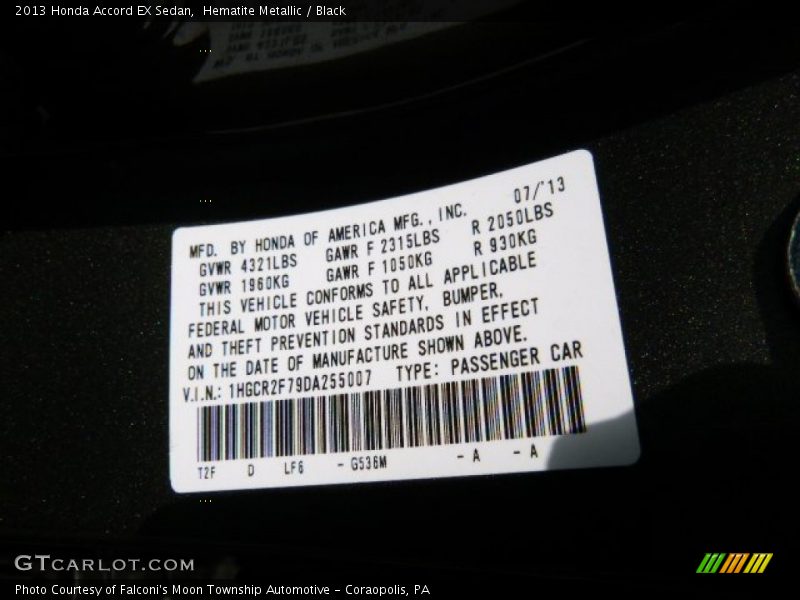 2013 Honda Accord EX Sedan,  Hematite Metallic / Black
MFD. BY HONDA OF AMERICA MFG., INC. 07/'13
GVWR 4321LBS GAWR F 2315LBS R 2050LBS
GVWR 1960KG GAWR F 1050KG R 930KG
THIS VEHICLE CONFORMS TO ALL APPLICABLE
FEDERAL MOTOR VEHICLE SAFETY, BUMPER,
AND THEFT PREVENTION STANDARDS IN EFFECT
ON THE DATE OF MANUFACTURE SHOWN ABOVE.
V.I.N.: 1HGCR2F79DA255007 TYPE: PASSENGER CAR
T2F D LF6 - G536M - A - A
GTCARLOT.COM
Photo Courtesy of Falconi's Moon Township Automotive – Coraopolis, PA